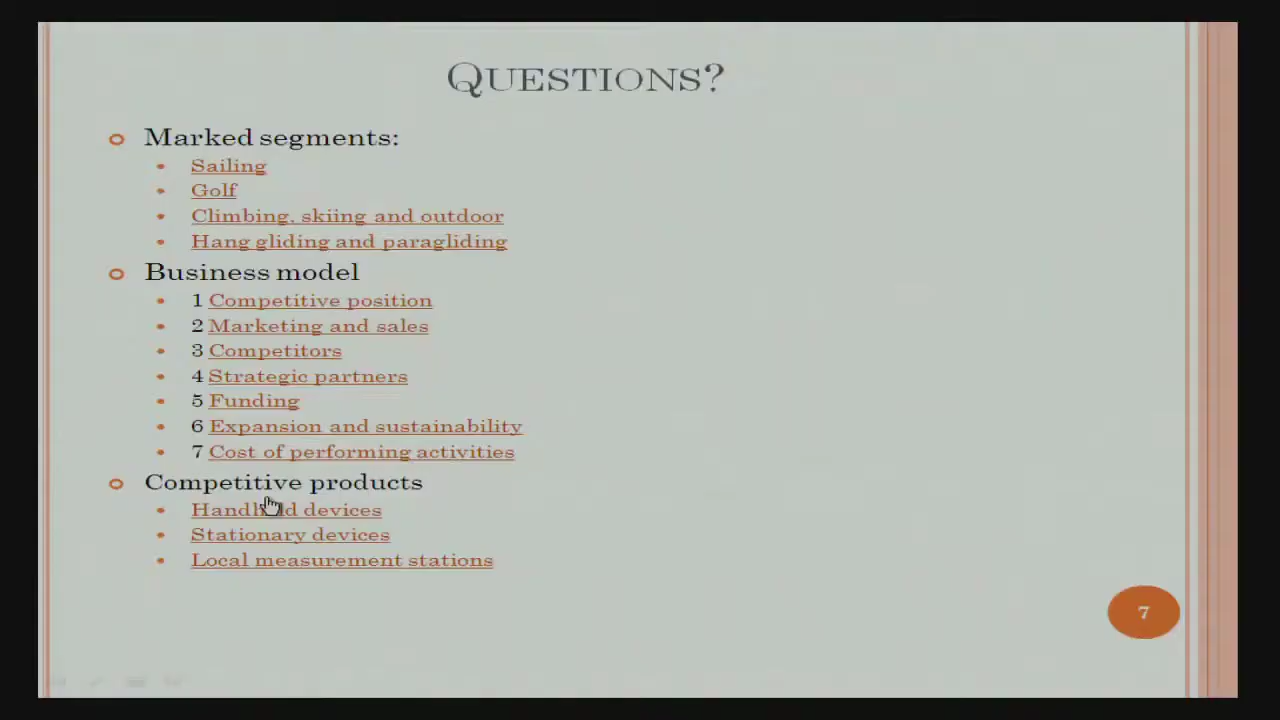 QUESTIONS?
Marked segments:
Sailing
Golf
Climbing, skiing and outdoor
Hang gliding and paragliding
Business model
1 Competitive position
2 Marketing and sales
3 Competitors
4 Strategic partners
5 Funding
6 Expansion and sustainability
7 Cost of performing activities
Competitive products
Handheld devices
Stationary devices
Local measurement stations
7